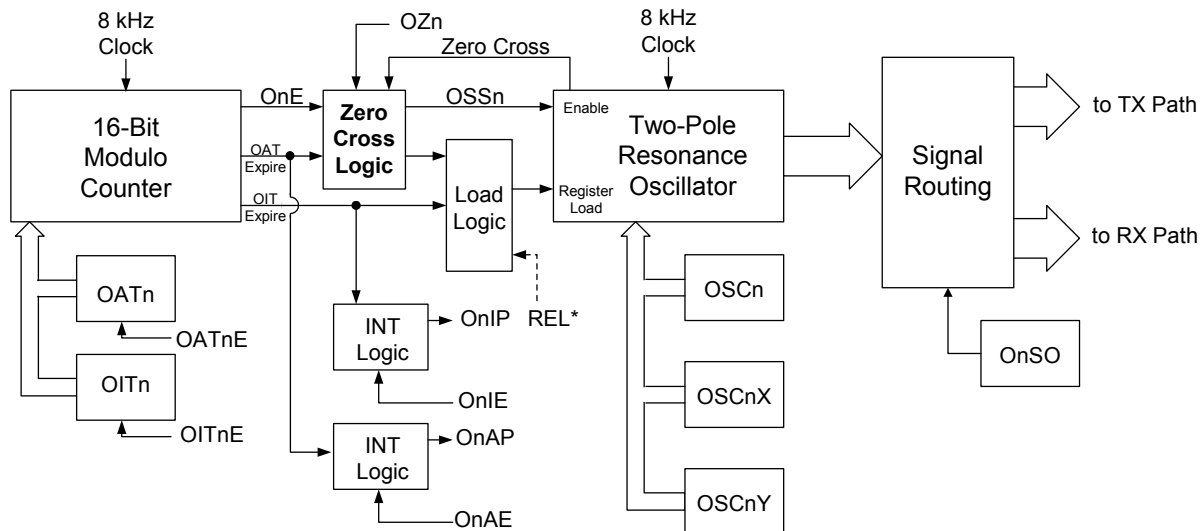 8 kHz
Clock
OZn
Zero Cross
8 kHz
Clock
16-Bit
Modulo
Counter
OnE
OAT
Expire
OIT
Expire
Zero
Cross
Logic
OSSn
Load
Logic
Enable
Register
Load
Two-Pole
Resonance
Oscillator
Signal
Routing
to TX Path
to RX Path
OATn
OATnE
OITn
OITnE
INT
Logic
OnIP
OnIE
REL*
INT
Logic
OnAP
OnAE
OSCn
OSCnX
OSCnY
OnSO